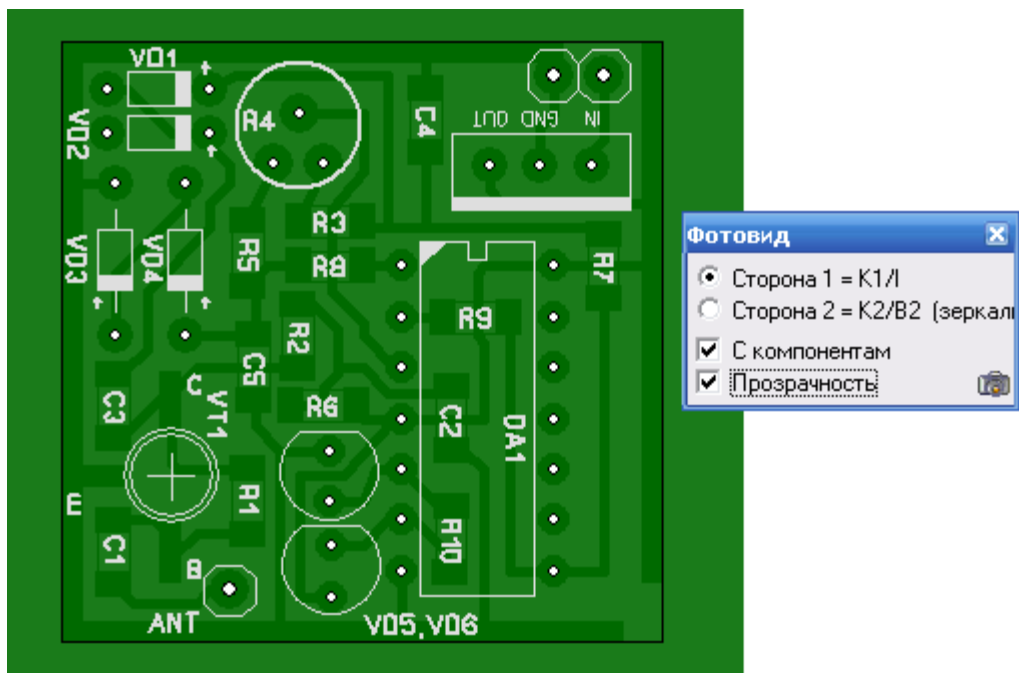 VD1
VD2
R4
C4
OUT GND IN
VD3
VD4
R5
R3
R8
R7
R9
R2
C5
C3
C
VT1
R6
C2
DA1
E
R1
C1
R10
B
ANT
VD5,VD6
Фотовид
Сторона 1 = K1/I
Сторона 2 = K2/B2 (зеркал
С компонентам
Прозрачность